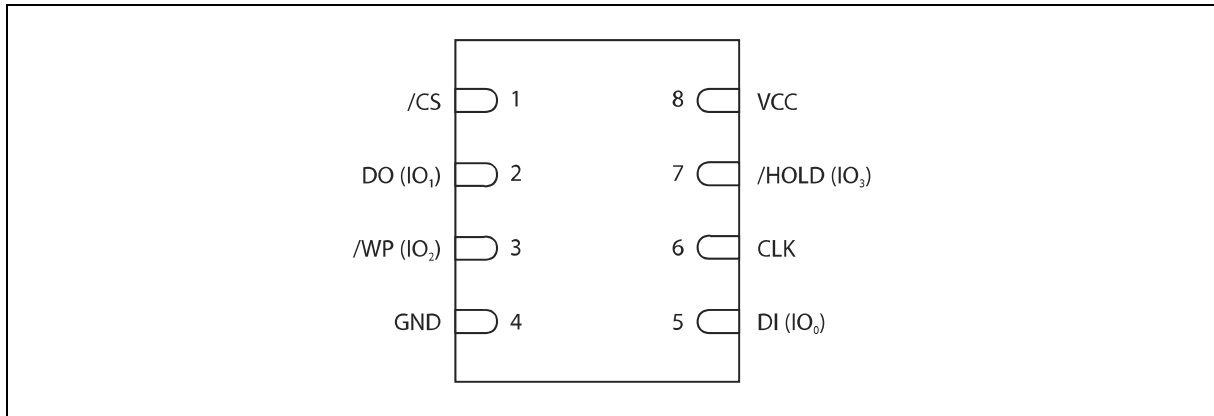 /CS 1 8 VCC
DO (IO₁) 2 7 /HOLD (IO₃)
/WP (IO₂) 3 6 CLK
GND 4 5 DI (IO₀)